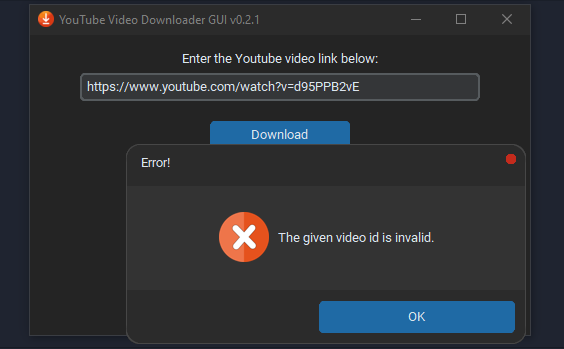 YouTube Video Downloader GUI v0.2.1
Enter the Youtube video link below:
https://www.youtube.com/watch?v=d95PPB2vE
Download
Error!
The given video id is invalid.
OK